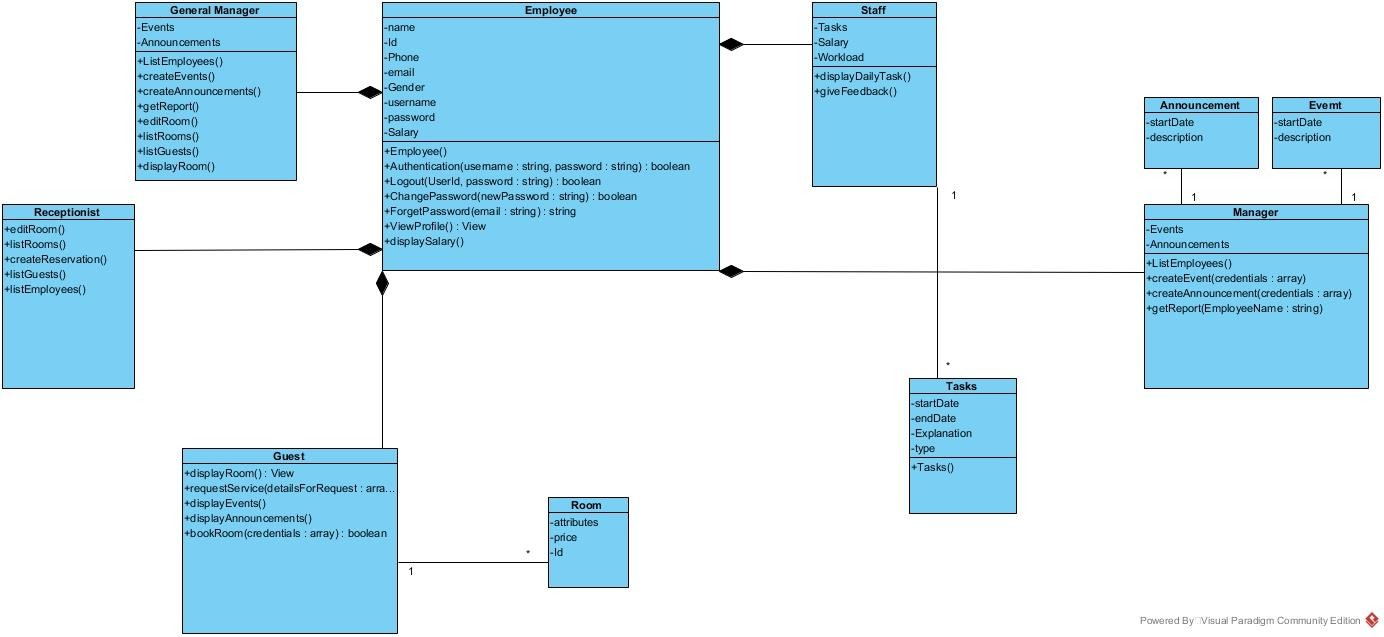 General Manager
-Events
-Announcements
+ListEmployees()
+createEvents()
+createAnnouncements()
+getReport()
+editRoom()
+listRooms()
+listGuests()
+displayRoom()
Employee
-name
-Id
-Phone
-email
-Gender
-username
-password
-Salary
+Employee()
+Authentication(username : string, password : string) : boolean
+Logout(UserId, password : string) : boolean
+ChangePassword(newPassword : string) : boolean
+ForgetPassword(email : string) : string
+ViewProfile() : View
+displaySalary()
Staff
-Tasks
-Salary
-Workload
+displayDailyTask()
+giveFeedback()
1
*
Announcement
-startDate
-description
*
1
Evemt
-startDate
-description
*
1
Receptionist
+editRoom()
+listRooms()
+createReservation()
+listGuests()
+listEmployees()
Manager
-Events
-Announcements
+ListEmployees()
+createEvent(credentials : array)
+createAnnouncement(credentials : array)
+getReport(EmployeeName : string)
Tasks
-startDate
-endDate
-Explanation
-type
+Tasks()
Guest
+displayRoom() : View
+requestService(detailsForRequest : arra...
+displayEvents()
+displayAnnouncements()
+bookRoom(credentials : array) : boolean
1
*
Room
-attributes
-price
-Id
Powered By Visual Paradigm Community Edition